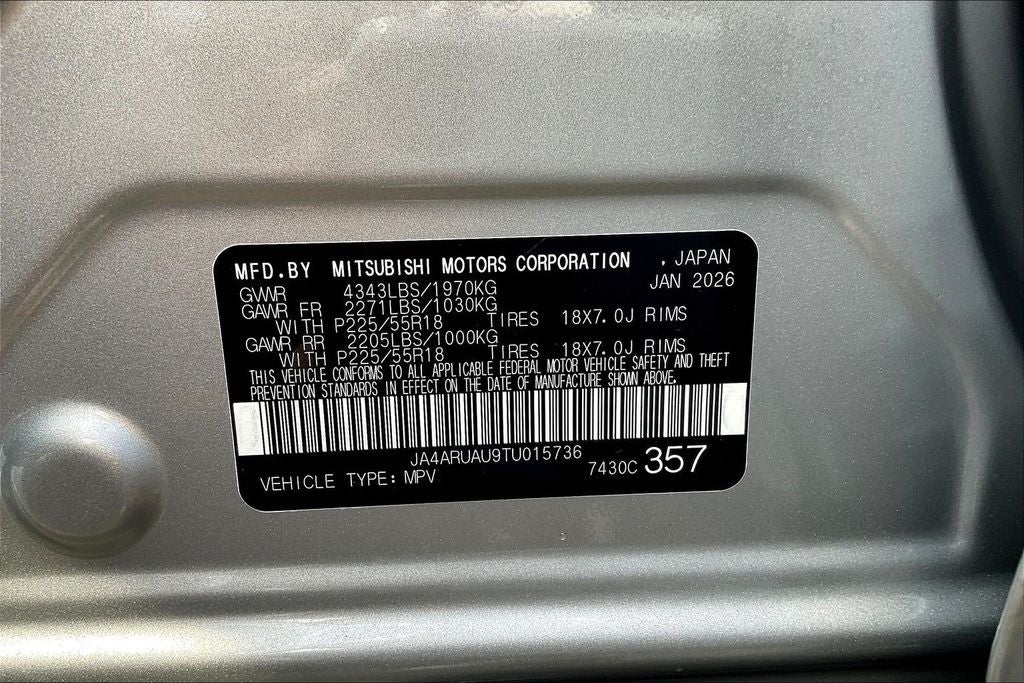 MFD.BY MITSUBISHI MOTORS CORPORATION , JAPAN
GVWR 4343LBS/1970KG JAN 2026
GAWR FR 2271LBS/1030KG
WITH P225/55R18 TIRES 18X7.0J RIMS
GAWR RR 2205LBS/1000KG
WITH P225/55R18 TIRES 18X7.0J RIMS
THIS VEHICLE CONFORMS TO ALL APPLICABLE FEDERAL MOTOR VEHICLE SAFETY AND THEFT
PREVENTION STANDARDS IN EFFECT ON THE DATE OF MANUFACTURE SHOWN ABOVE.
JA4ARUAU9TU015736
VEHICLE TYPE: MPV 7430C 357